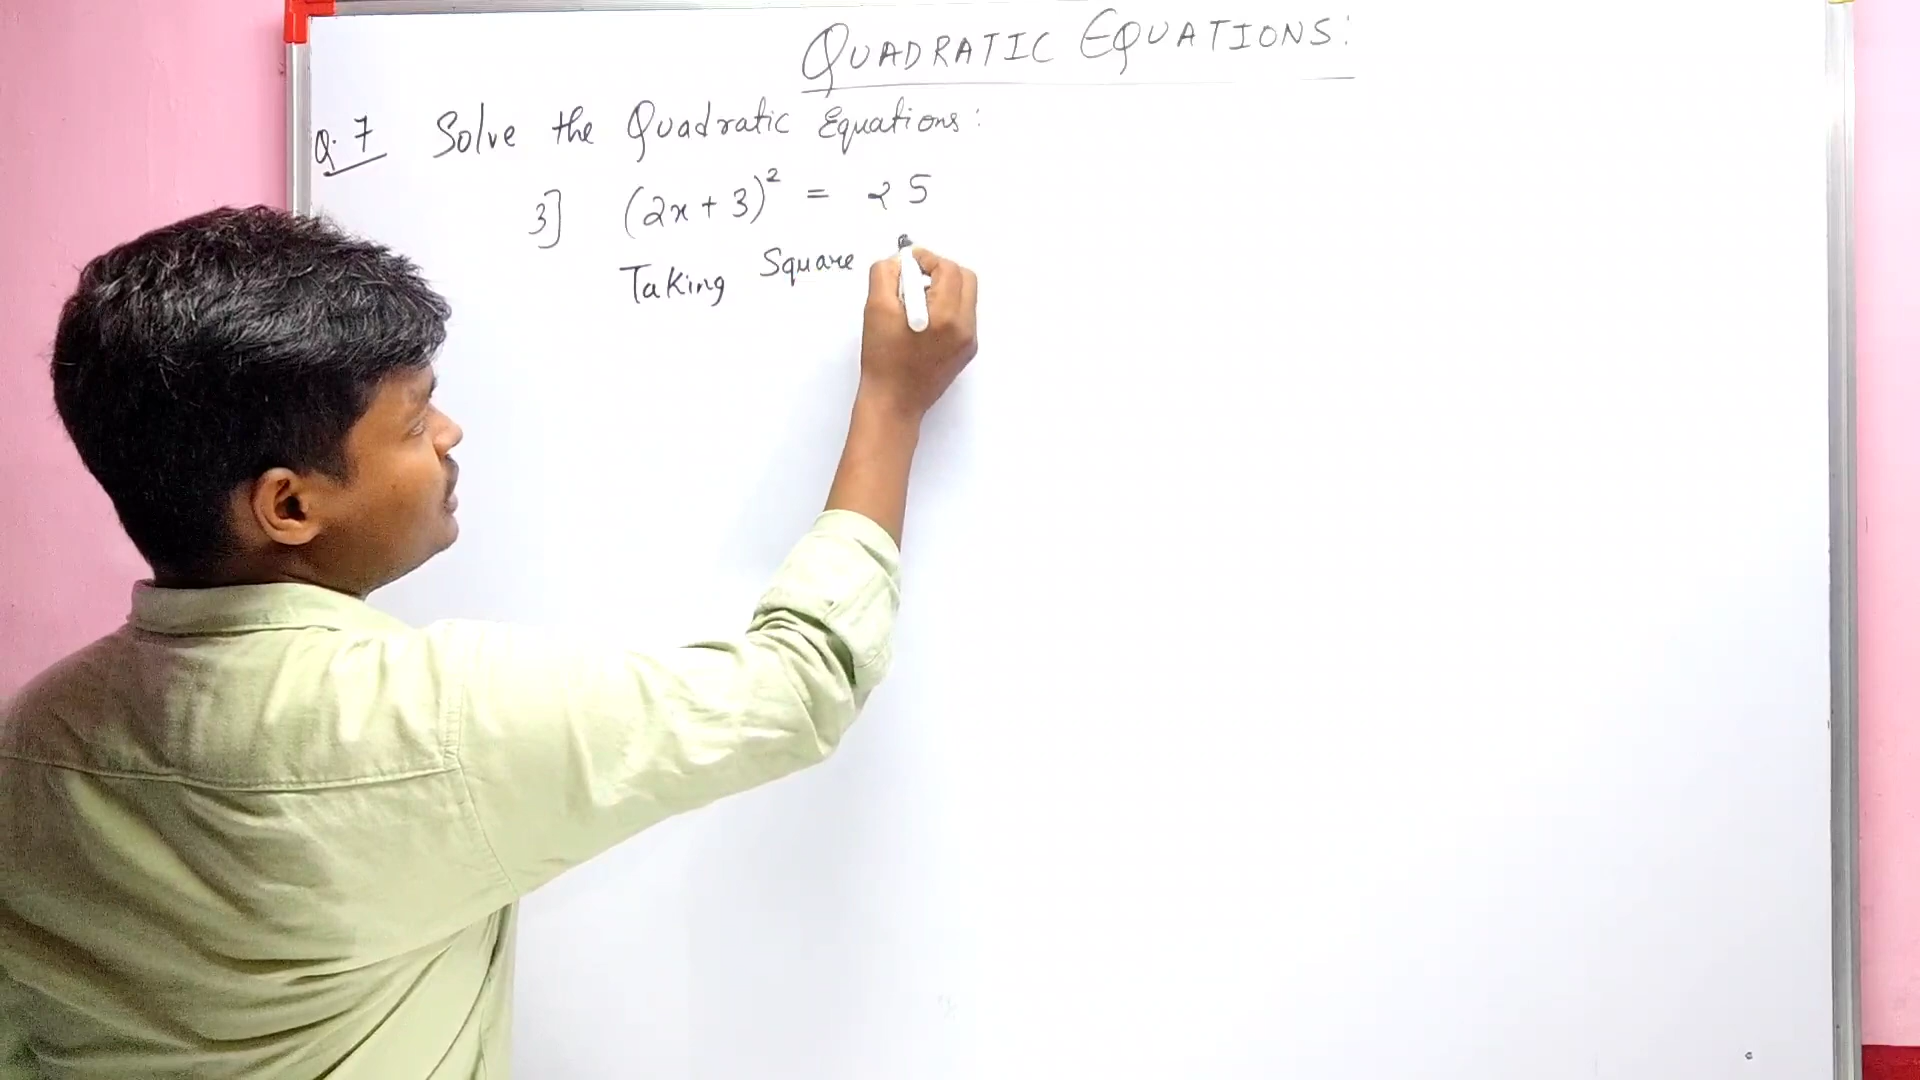 QUADRATIC EQUATIONS:
Q.7 Solve the Quadratic Equations:
3] (2x+3)² = 25
Taking Square